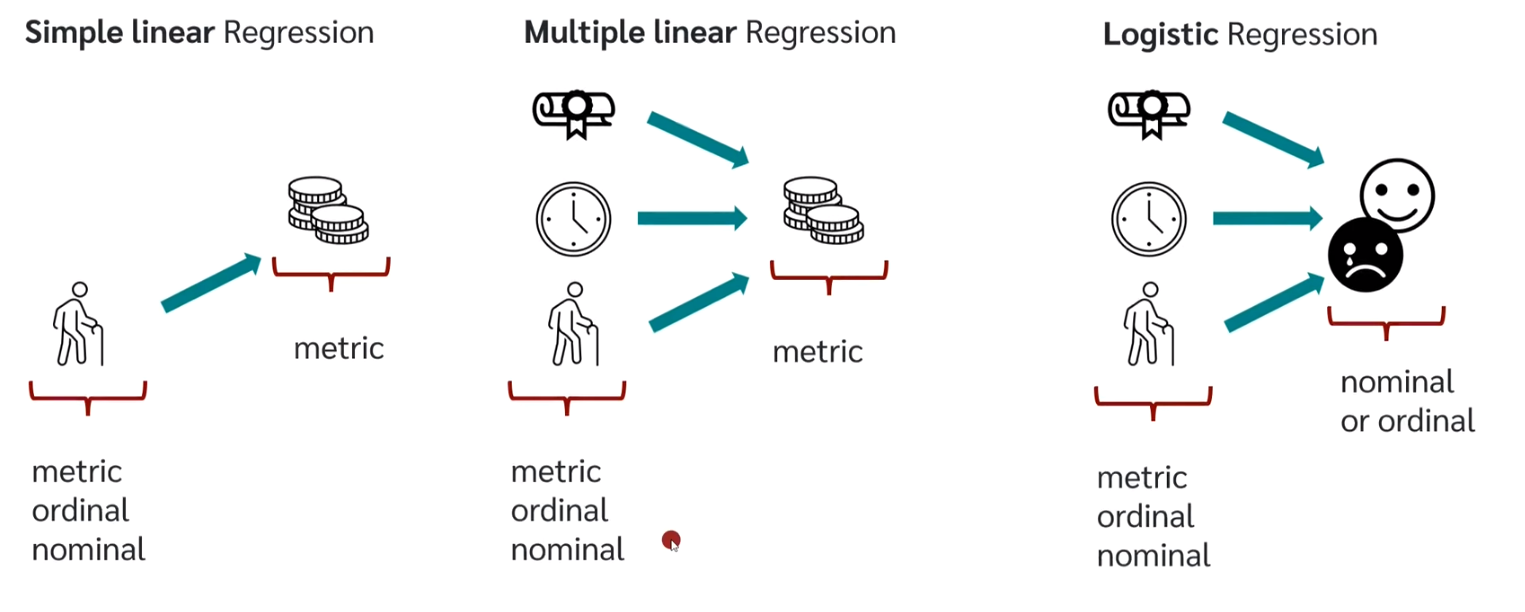 Simple linear Regression
metric
metric
ordinal
nominal
Multiple linear Regression
metric
metric
ordinal
nominal
Logistic Regression
nominal
or ordinal
metric
ordinal
nominal